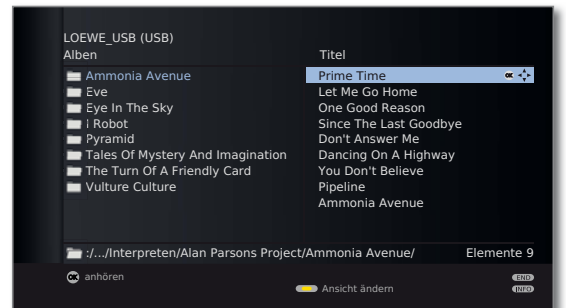 LOEWE_USB (USB)
Alben Titel
Ammonia Avenue Prime Time OK
Eve Let Me Go Home
Eye In The Sky One Good Reason
I Robot Since The Last Goodbye
Pyramid Don't Answer Me
Tales Of Mystery And Imagination Dancing On A Highway
The Turn Of A Friendly Card You Don't Believe
Vulture Culture Pipeline
Ammonia Avenue
:/.../Interpreten/Alan Parsons Project/Ammonia Avenue/ Elemente 9
OK anhören END
Ansicht ändern INFO